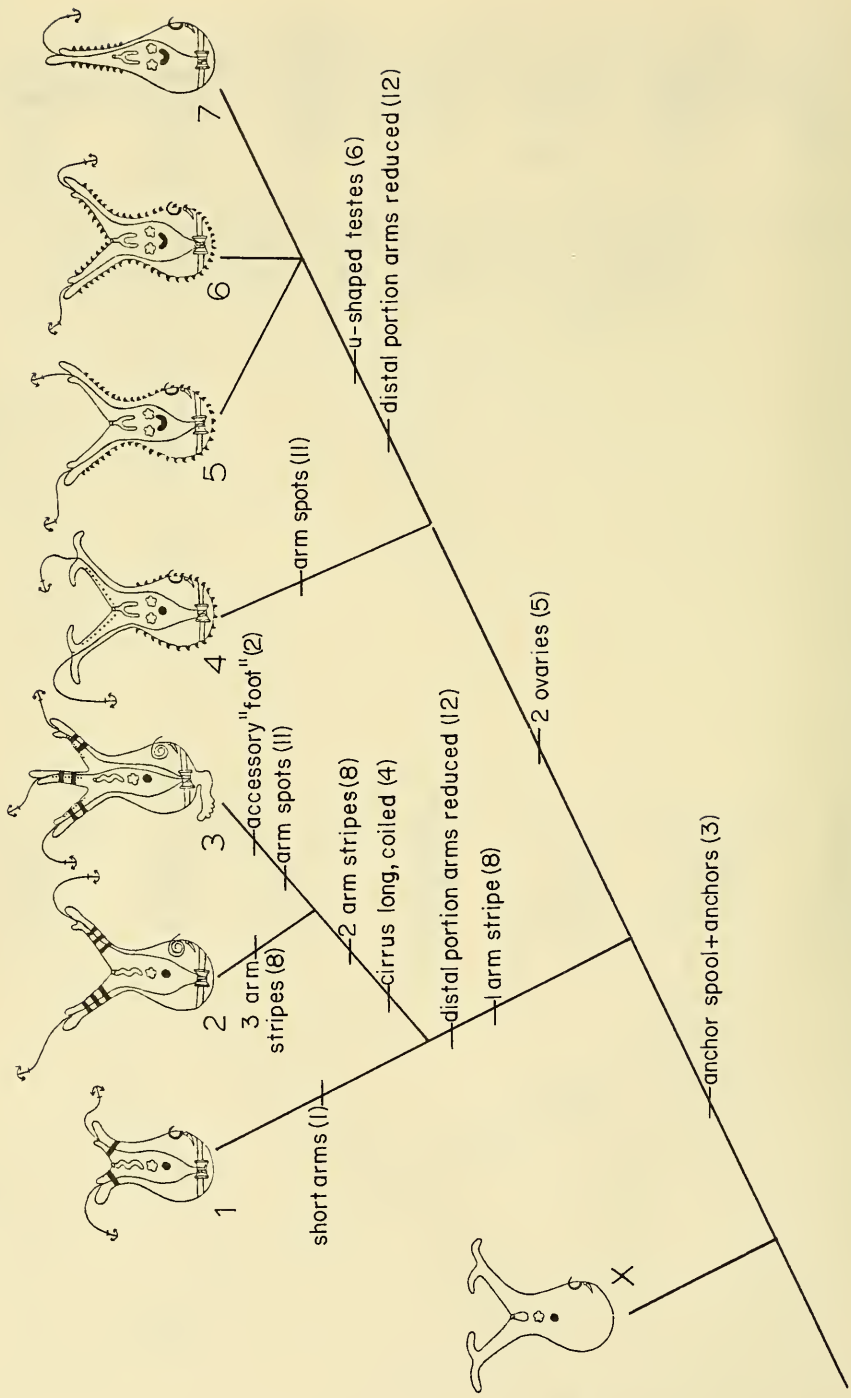 1
2
3
4
5
6
7
X
short arms (1)
3 arm
stripes (8)
accessory "foot" (2)
arm spots (11)
2 arm stripes (8)
cirrus long, coiled (4)
distal portion arms reduced (12)
1 arm stripe (8)
arm spots (11)
u-shaped testes (6)
distal portion arms reduced (12)
2 ovaries (5)
anchor spool + anchors (3)